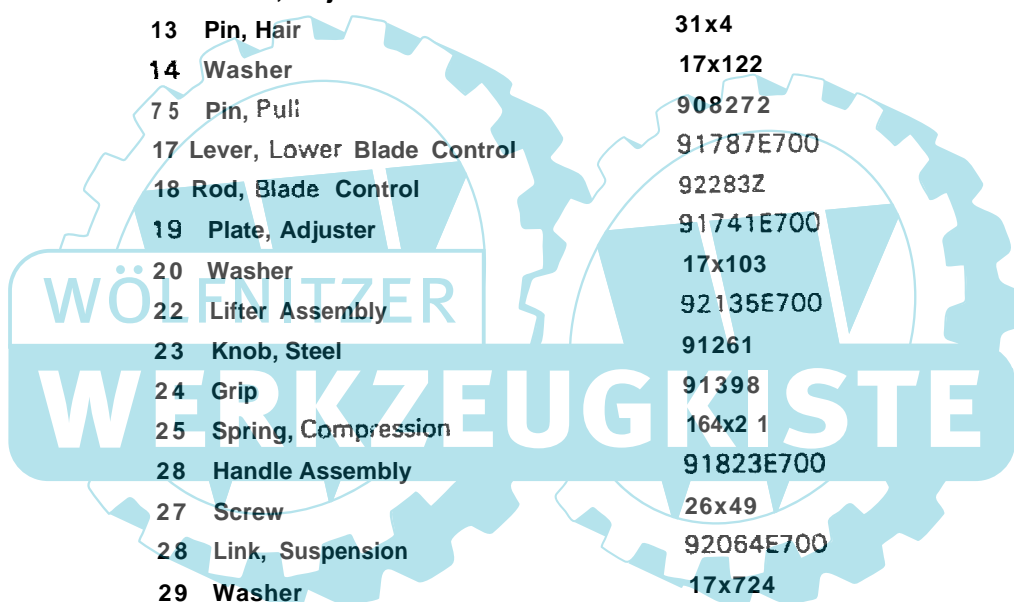 13 Pin, Hair 31x4
14 Washer 17x122
7 5 Pin, Pull 908272
17 Lever, Lower Blade Control 91787E700
18 Rod, Blade Control 92283Z
19 Plate, Adjuster 91741E700
20 Washer 17x103
22 Lifter Assembly 92135E700
23 Knob, Steel 91261
24 Grip 91398
25 Spring, Compression 164x2 1
28 Handle Assembly 91823E700
27 Screw 26x49
28 Link, Suspension 92064E700
29 Washer 17x724
WÖLFNITZER
WERKZEUGKISTE